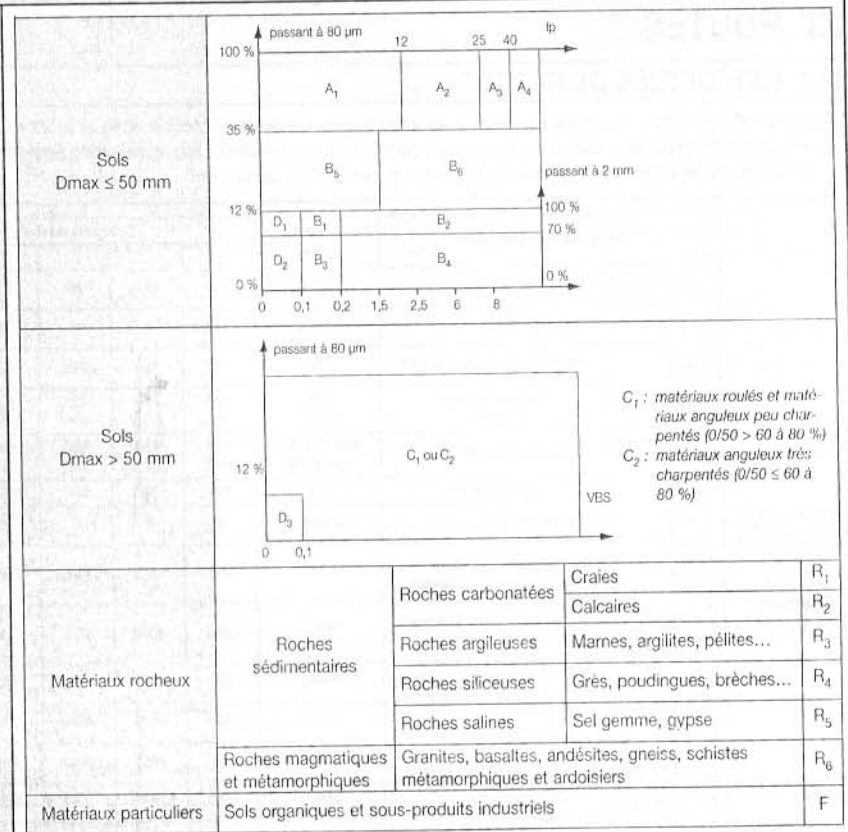 passant à 80 µm
Ip
100 %
12
25
40
A1
A2
A3
A4
35 %
Sols
Dmax ≤ 50 mm
B5
B6
passant à 2 mm
12 %
100 %
D1
B1
B2
70 %
D2
B3
B4
0 %
0 %
0
0,1
0,2
1,5
2,5
6
8
passant à 80 µm
Sols
Dmax > 50 mm
12 %
C1 ou C2
D3
VBS
0
0,1
C1 : matériaux roulés et maté-
riaux anguleux peu char-
pentés (0/50 > 60 à 80 %)
C2 : matériaux anguleux très
charpentés (0/50 ≤ 60 à
80 %)
Matériaux rocheux
Roches
sédimentaires
Roches carbonatées
Craies
R1
Calcaires
R2
Roches argileuses
Marnes, argilites, pélites...
R3
Roches siliceuses
Grès, poudingues, brèches...
R4
Roches salines
Sel gemme, gypse
R5
Roches magmatiques
et métamorphiques
Granites, basaltes, andésites, gneiss, schistes
métamorphiques et ardoisiers
R6
Matériaux particuliers
Sols organiques et sous-produits industriels
F